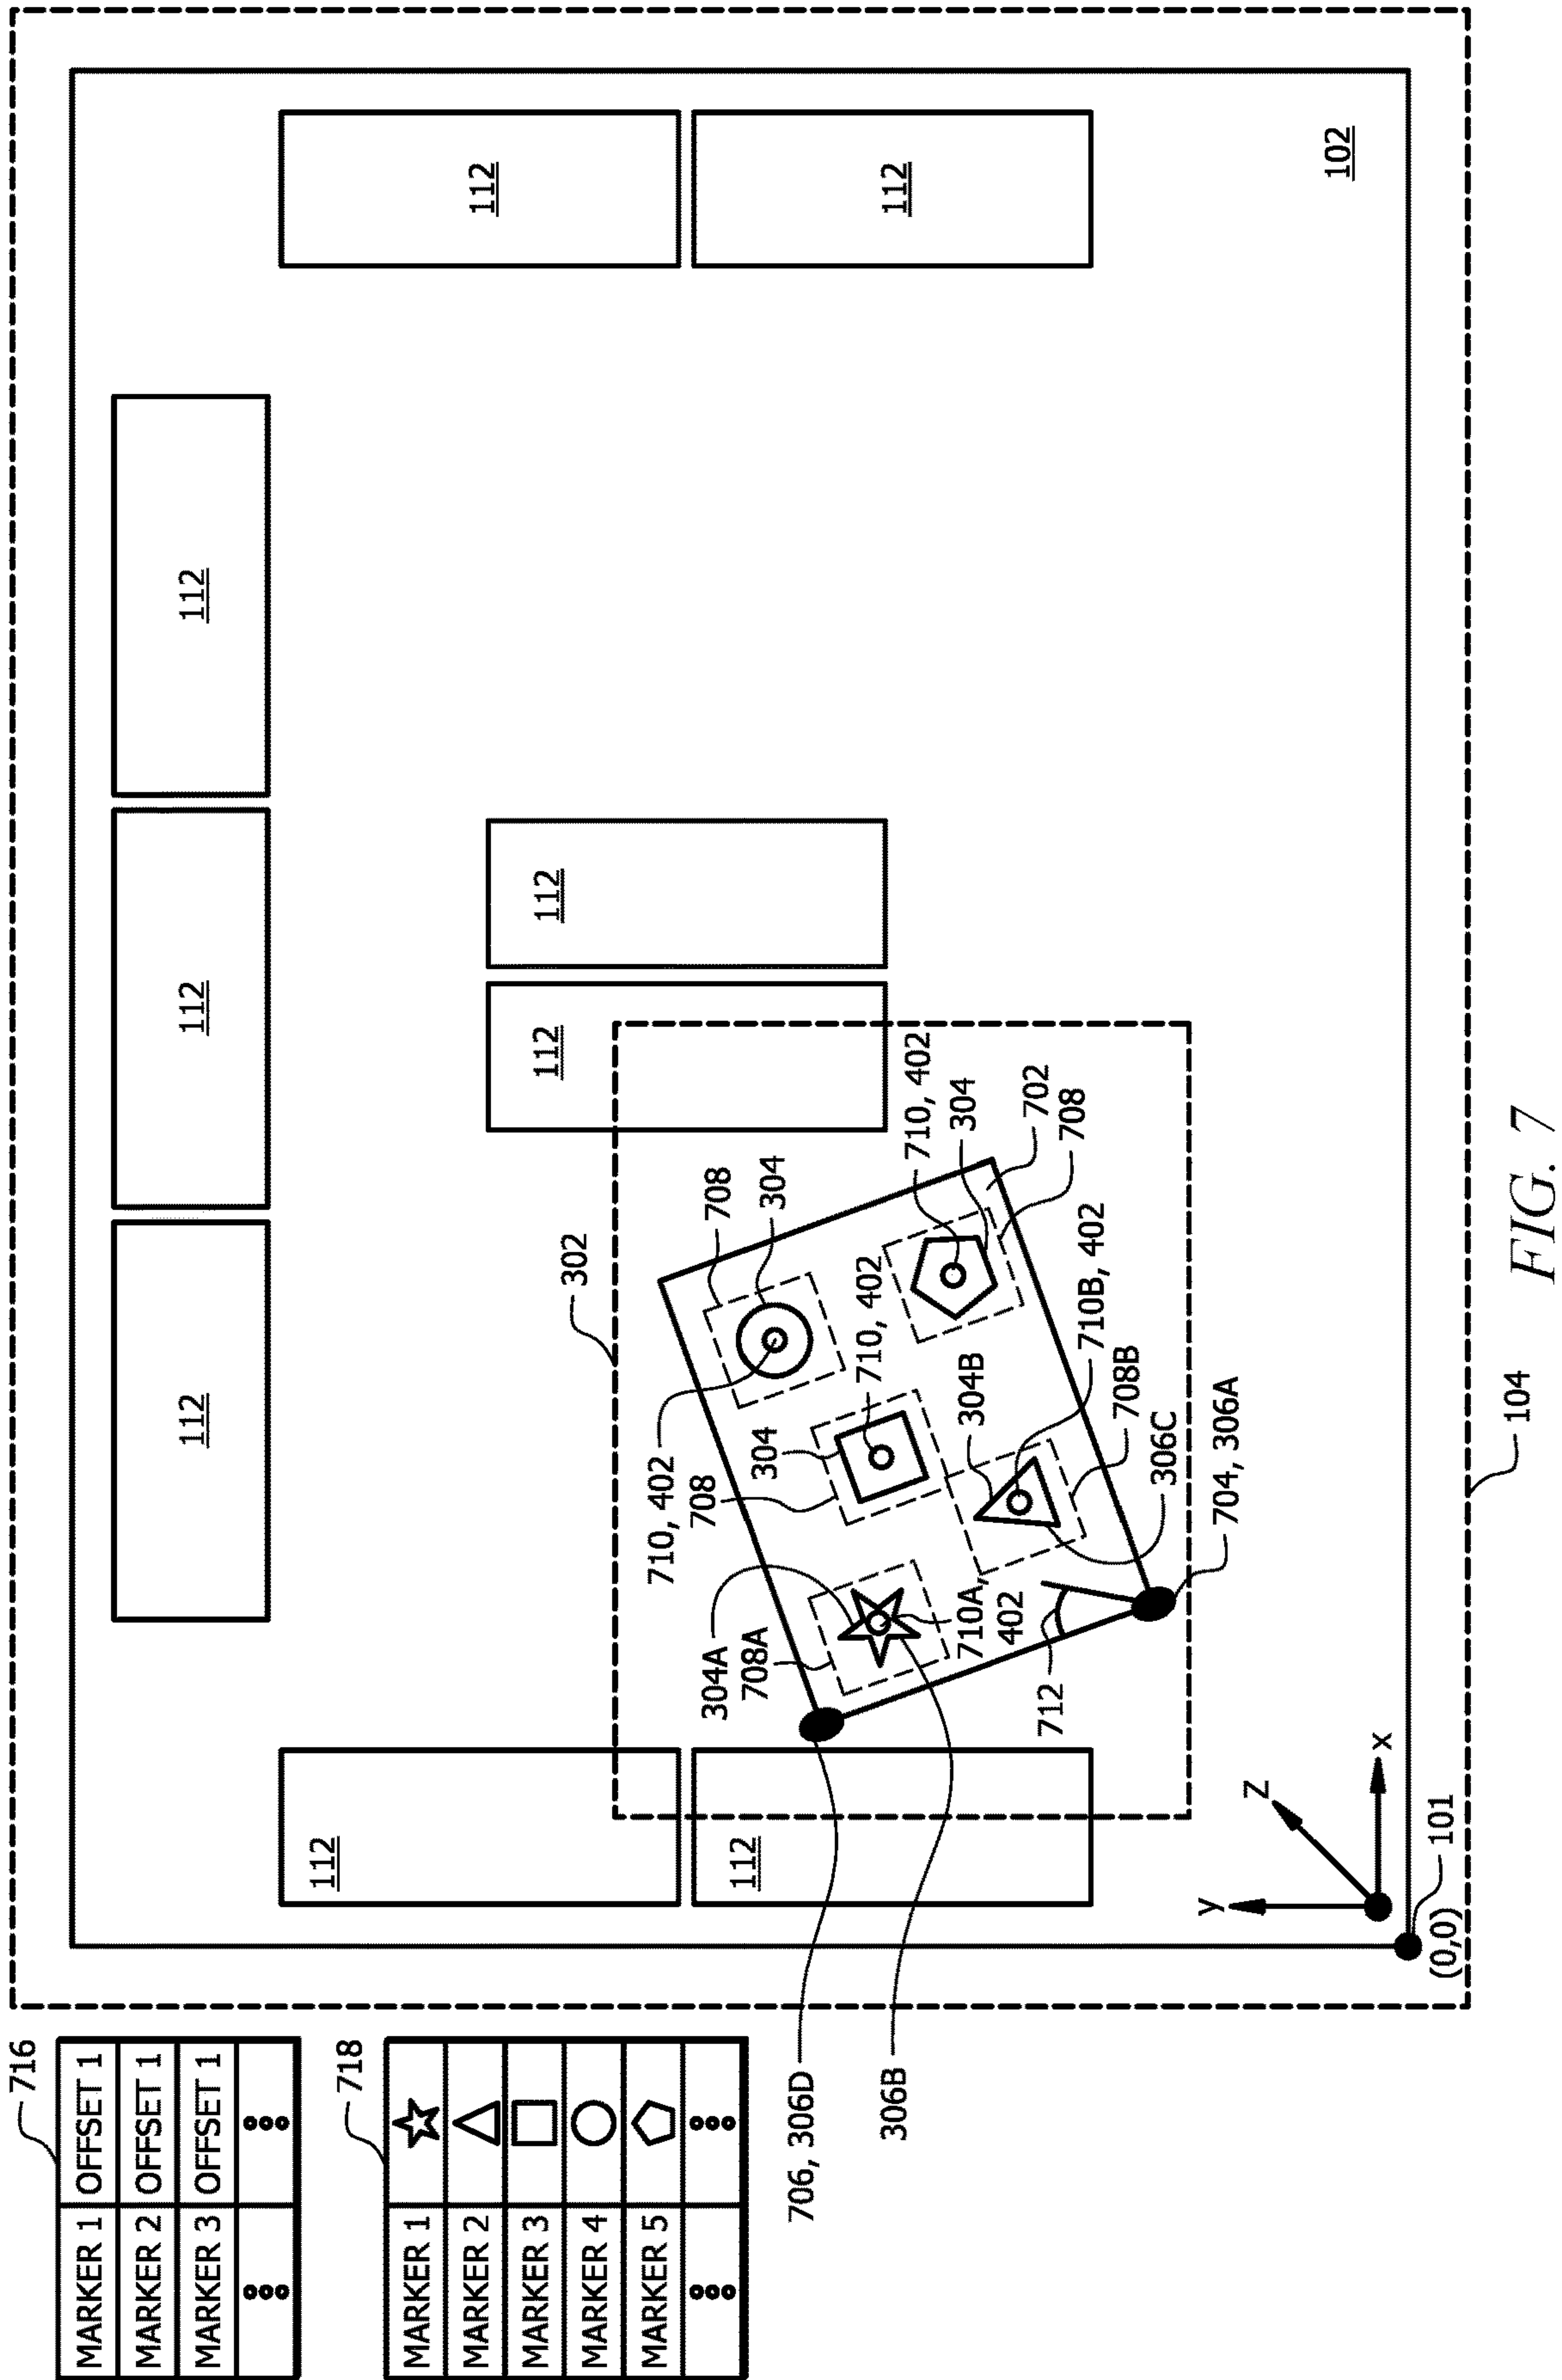 716
MARKER 1 OFFSET 1
MARKER 2 OFFSET 1
MARKER 3 OFFSET 1
718
MARKER 1
MARKER 2
MARKER 3
MARKER 4
MARKER 5
706, 306D
306B
112
112
112
112
112
112
112
112
112
302
710, 402
708
708
304
304
710, 402
710, 402
304
702
708
304A
708A
710A,
402
304B
710B, 402
708B
306C
704, 306A
712
y
Z
x
101
(0,0)
102
104
FIG. 7